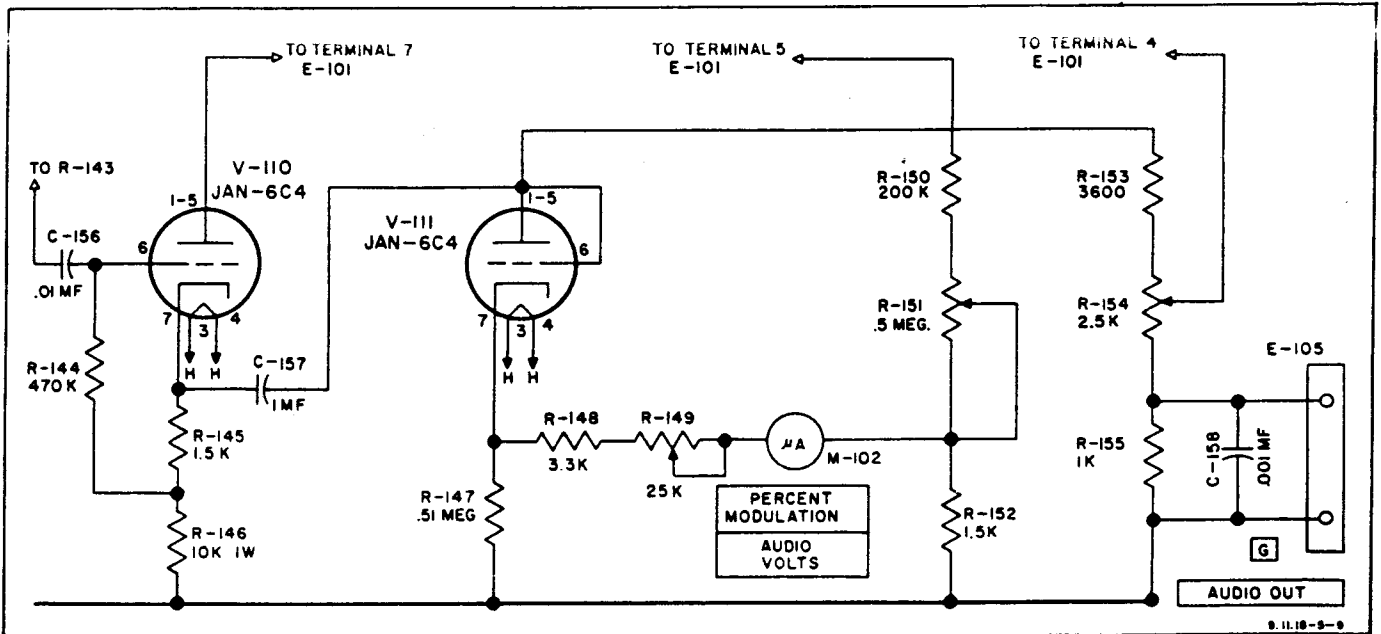 TO TERMINAL 7
E-101
TO TERMINAL 5
E-101
TO TERMINAL 4
E-101
TO R-143
V-110
JAN-6C4
1-5
6
7
3
4
H
H
C-156
.01 MF
R-144
470 K
C-157
1 MF
R-145
1.5 K
R-146
10K 1W
V-111
JAN-6C4
1-5
6
7
3
4
H
H
R-147
.51 MEG
R-148
3.3K
R-149
25 K
μA
M-102
PERCENT
MODULATION
AUDIO
VOLTS
R-150
200 K
R-151
.5 MEG.
R-152
1.5K
R-153
3600
R-154
2.5 K
R-155
1K
C-158
.001 MF
E-105
G
AUDIO OUT